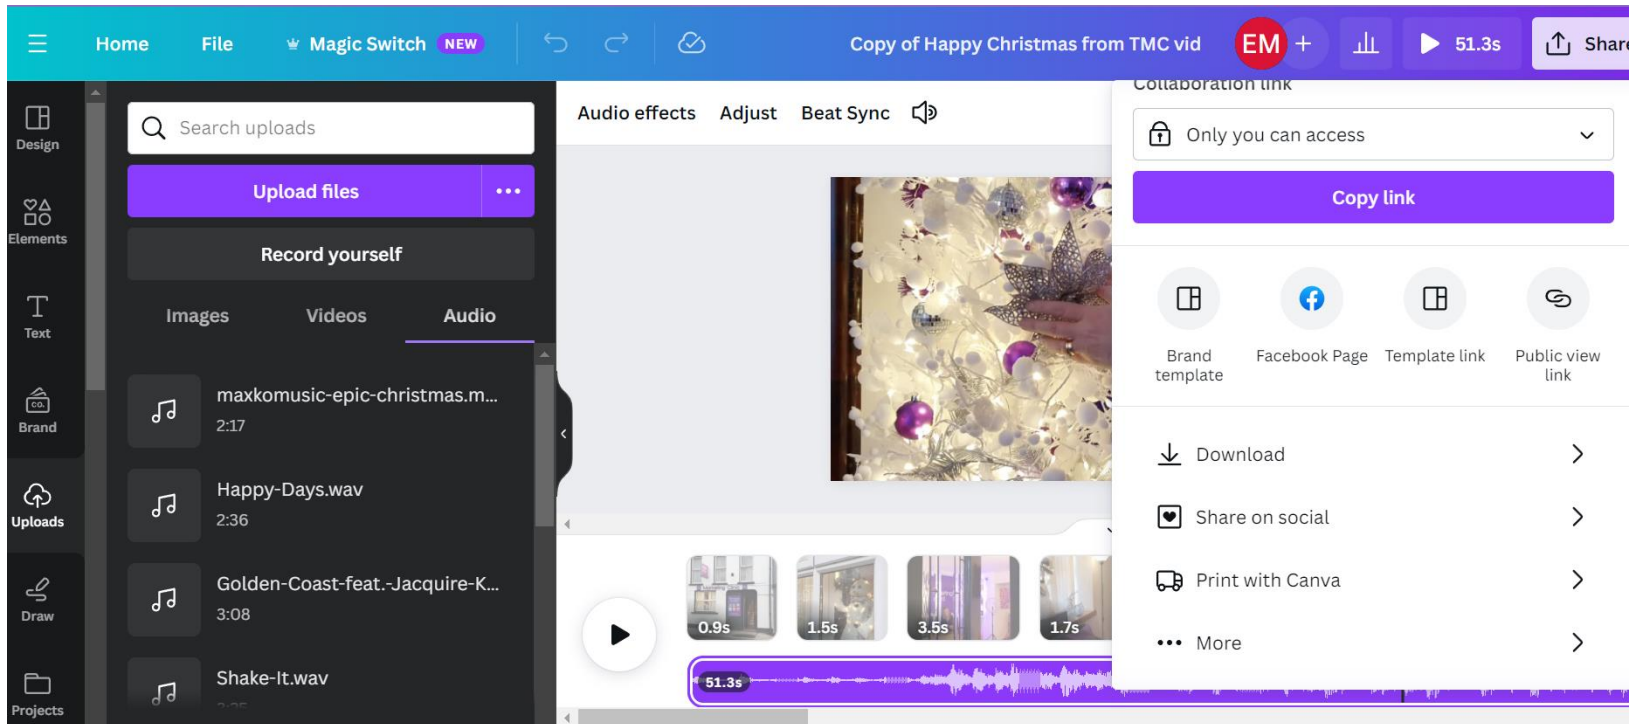 Home File Magic Switch NEW Copy of Happy Christmas from TMC vid EM + 51.3s Share
Design
Elements
Text
CO.
Brand
Uploads
Draw
Projects
Search uploads
Upload files
Record yourself
Images Videos Audio
maxkomusic-epic-christmas.m...
2:17
Happy-Days.wav
2:36
Golden-Coast-feat.-Jacquire-K...
3:08
Shake-It.wav
Audio effects Adjust Beat Sync
0.9s 1.5s 3.5s 1.7s
51.3s
Collaboration link
Only you can access
Copy link
Brand template
Facebook Page
Template link
Public view link
Download
Share on social
Print with Canva
More